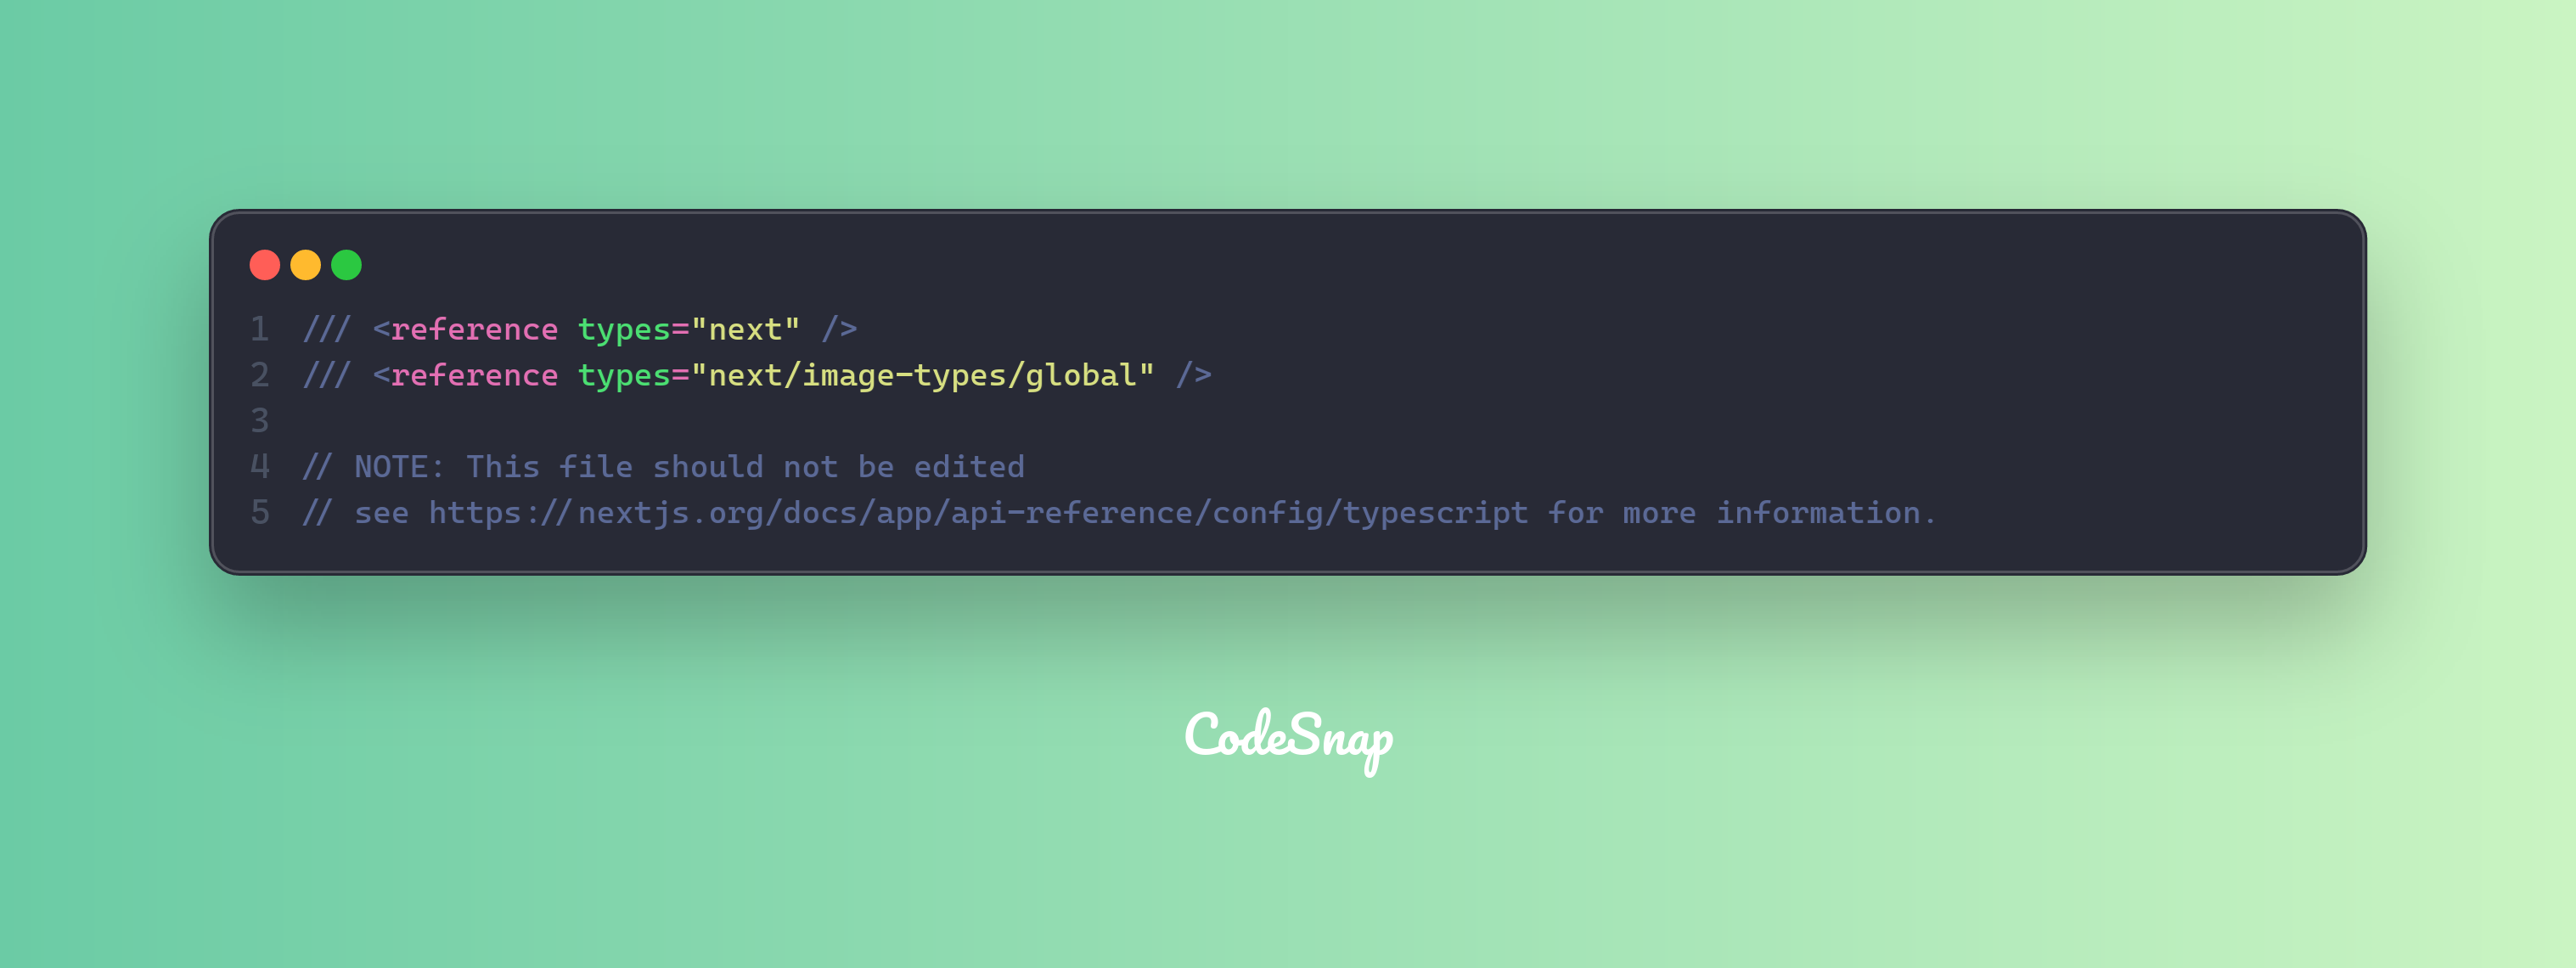 1 /// <reference types="next" />
2 /// <reference types="next/image-types/global" />
3
4 // NOTE: This file should not be edited
5 // see https://nextjs.org/docs/app/api-reference/config/typescript for more information.
CodeSnap